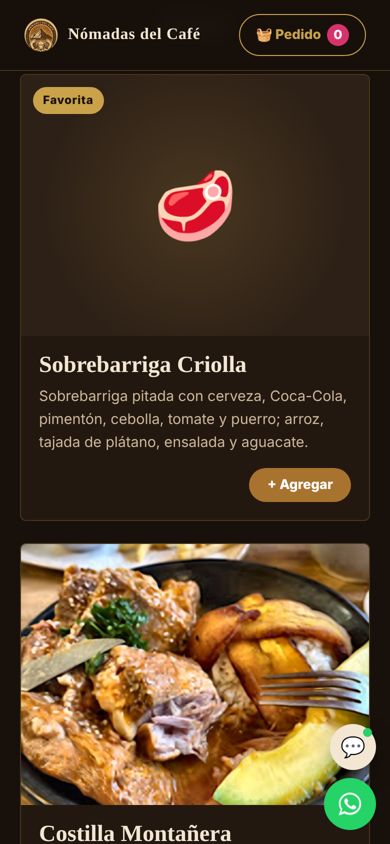 Nómadas del Café
Pedido 0
Favorita
Sobrebarriga Criolla
Sobrebarriga pitada con cerveza, Coca-Cola,
pimentón, cebolla, tomate y puerro; arroz,
tajada de plátano, ensalada y aguacate.
+ Agregar
Costilla Montañera